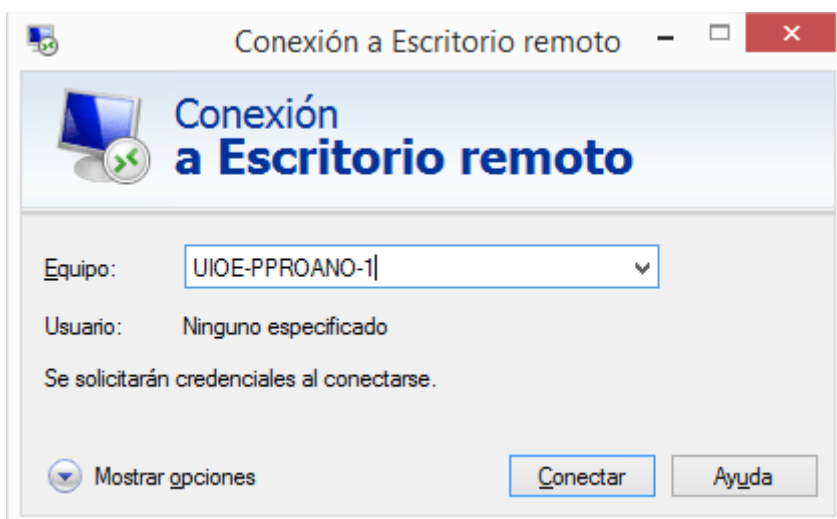 Conexión a Escritorio remoto
Conexión
a Escritorio remoto
Equipo: UIOE-PPROANO-1
Usuario: Ninguno especificado
Se solicitarán credenciales al conectarse.
Mostrar opciones Conectar Ayuda